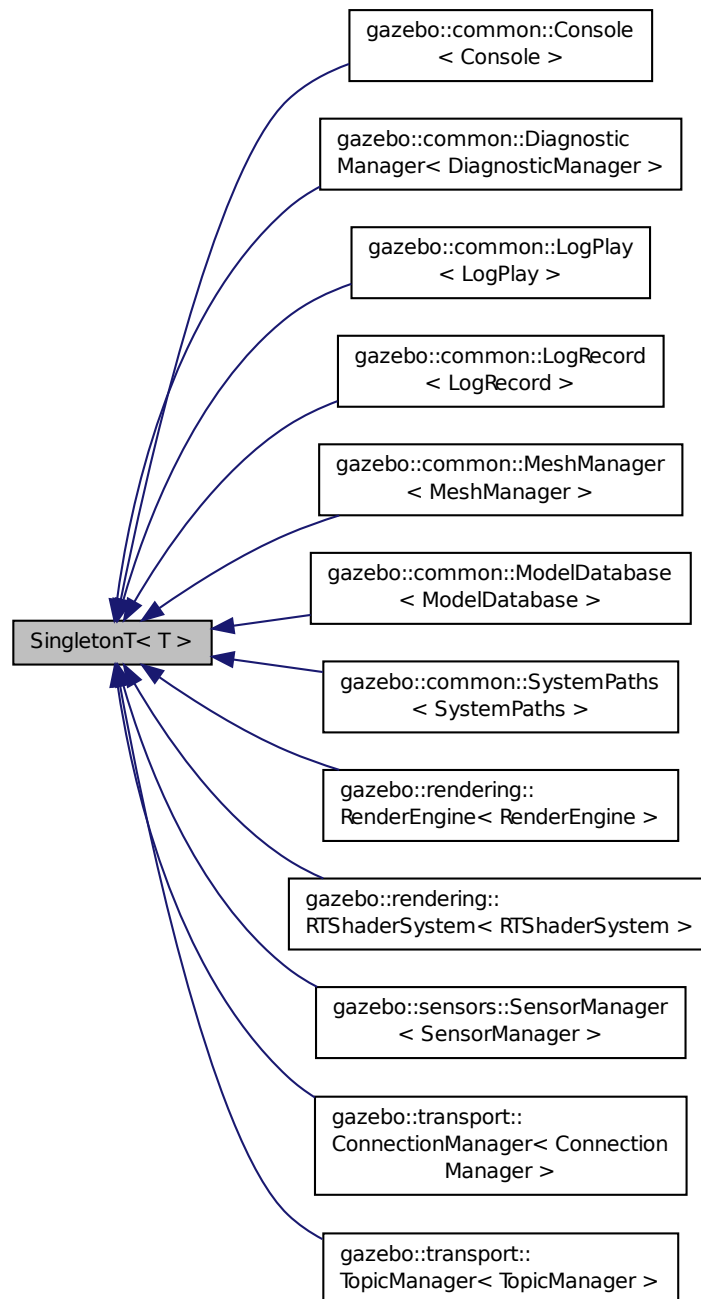 gazebo::common::Console
< Console >
gazebo::common::Diagnostic
Manager< DiagnosticManager >
gazebo::common::LogPlay
< LogPlay >
gazebo::common::LogRecord
< LogRecord >
gazebo::common::MeshManager
< MeshManager >
gazebo::common::ModelDatabase
< ModelDatabase >
SingletonT< T >
gazebo::common::SystemPaths
< SystemPaths >
gazebo::rendering::
RenderEngine< RenderEngine >
gazebo::rendering::
RTShaderSystem< RTShaderSystem >
gazebo::sensors::SensorManager
< SensorManager >
gazebo::transport::
ConnectionManager< Connection
Manager >
gazebo::transport::
TopicManager< TopicManager >